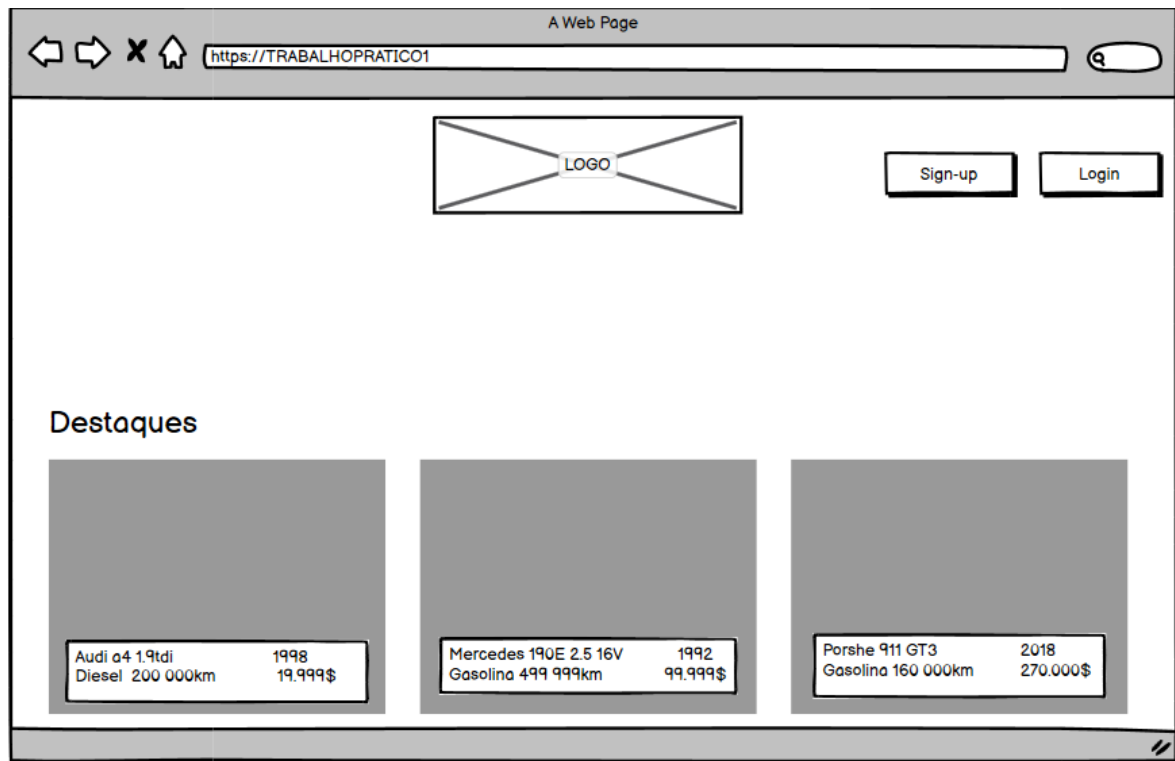 A Web Page
https://TRABALHOPRATICO1
LOGO
Sign-up
Login
Destaques
Audi a4 1.9tdi 1998
Diesel 200 000km 19.999$
Mercedes 190E 2.5 16V 1992
Gasolina 499 999km 99.999$
Porshe 911 GT3 2018
Gasolina 160 000km 270.000$